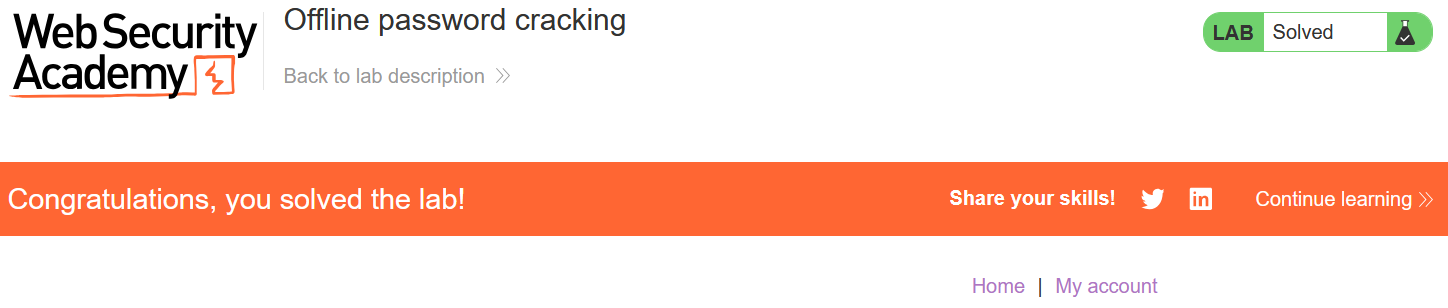 Web Security
Academy
Offline password cracking
Back to lab description
LAB Solved
Congratulations, you solved the lab!
Share your skills!
Continue learning
Home | My account